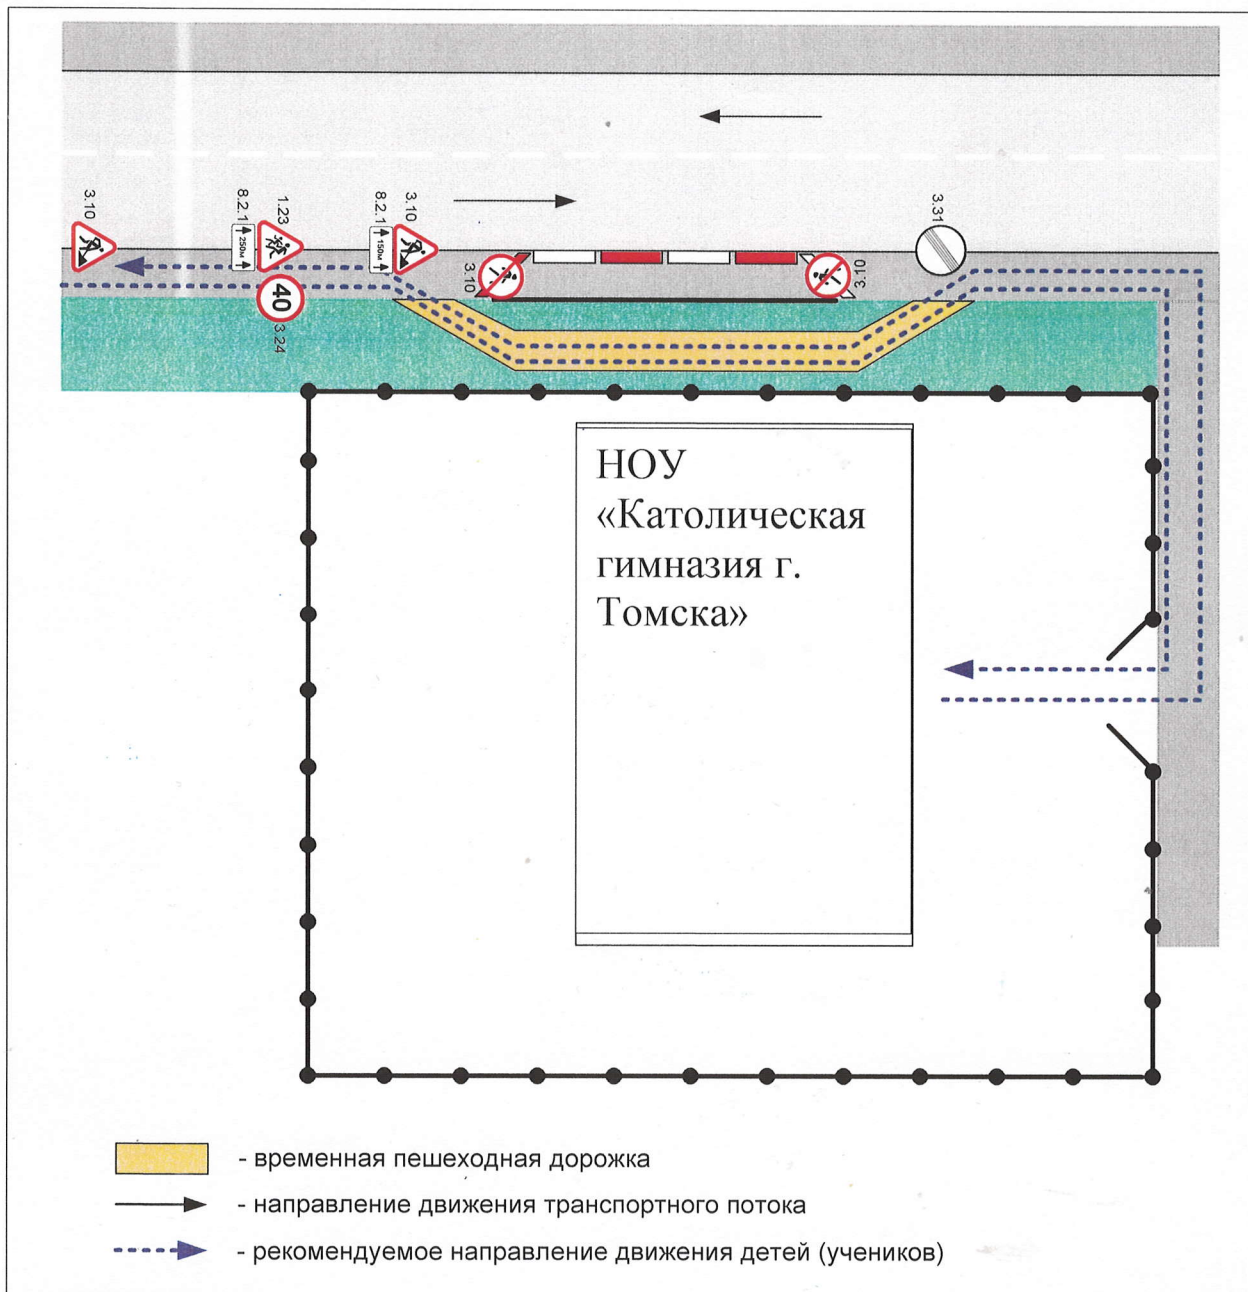 3.10
8.2.1
250м
1.23
40
3.24
8.2.1
150м
3.10
3.10
3.10
3.31
НОУ
«Католическая
гимназия г.
Томска»
- временная пешеходная дорожка
- направление движения транспортного потока
- рекомендуемое направление движения детей (учеников)